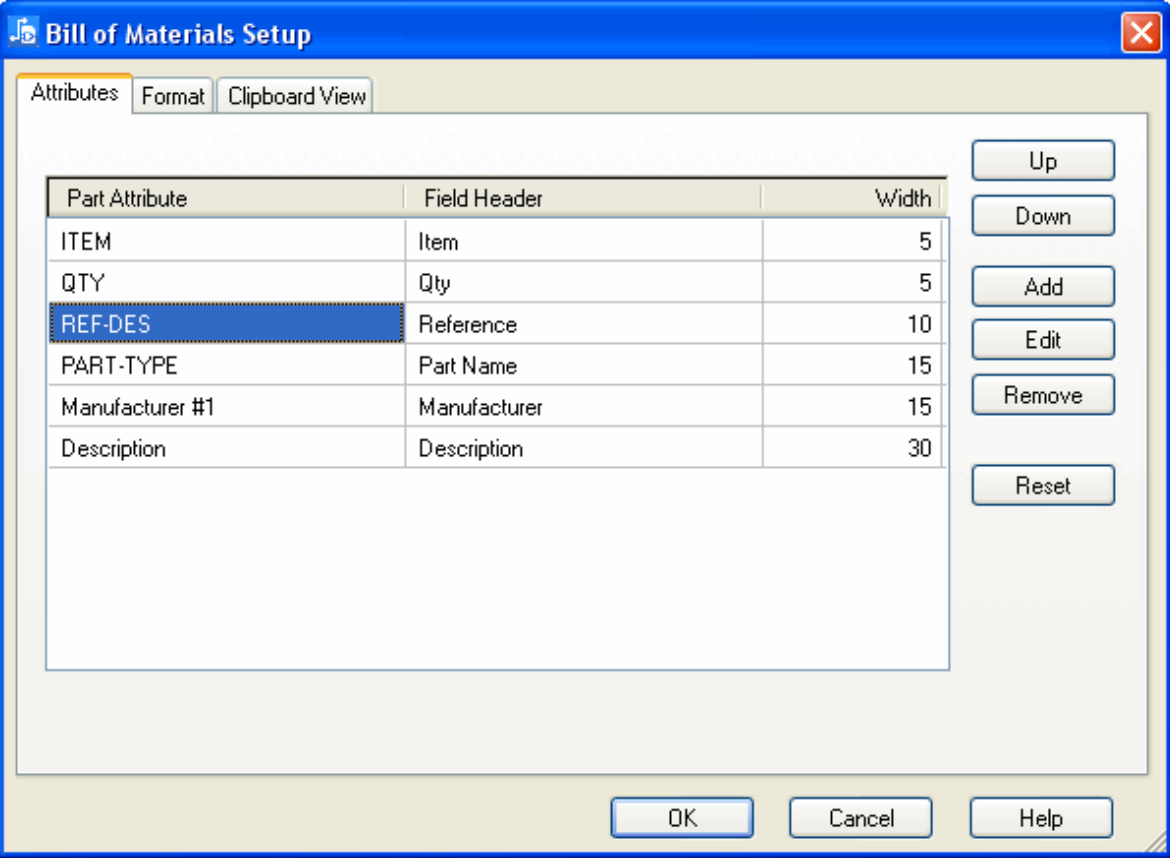 Bill of Materials Setup
Attributes Format Clipboard View
Up
Part Attribute Field Header Width
Down
ITEM Item 5
QTY Qty 5
Add
REF-DES Reference 10
Edit
PART-TYPE Part Name 15
Remove
Manufacturer #1 Manufacturer 15
Description Description 30
Reset
OK Cancel Help